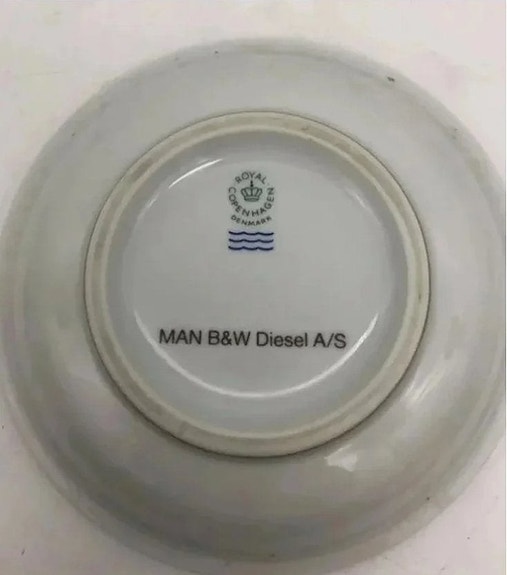 ROYAL
COPENHAGEN
DENMARK
MAN B&W Diesel A/S